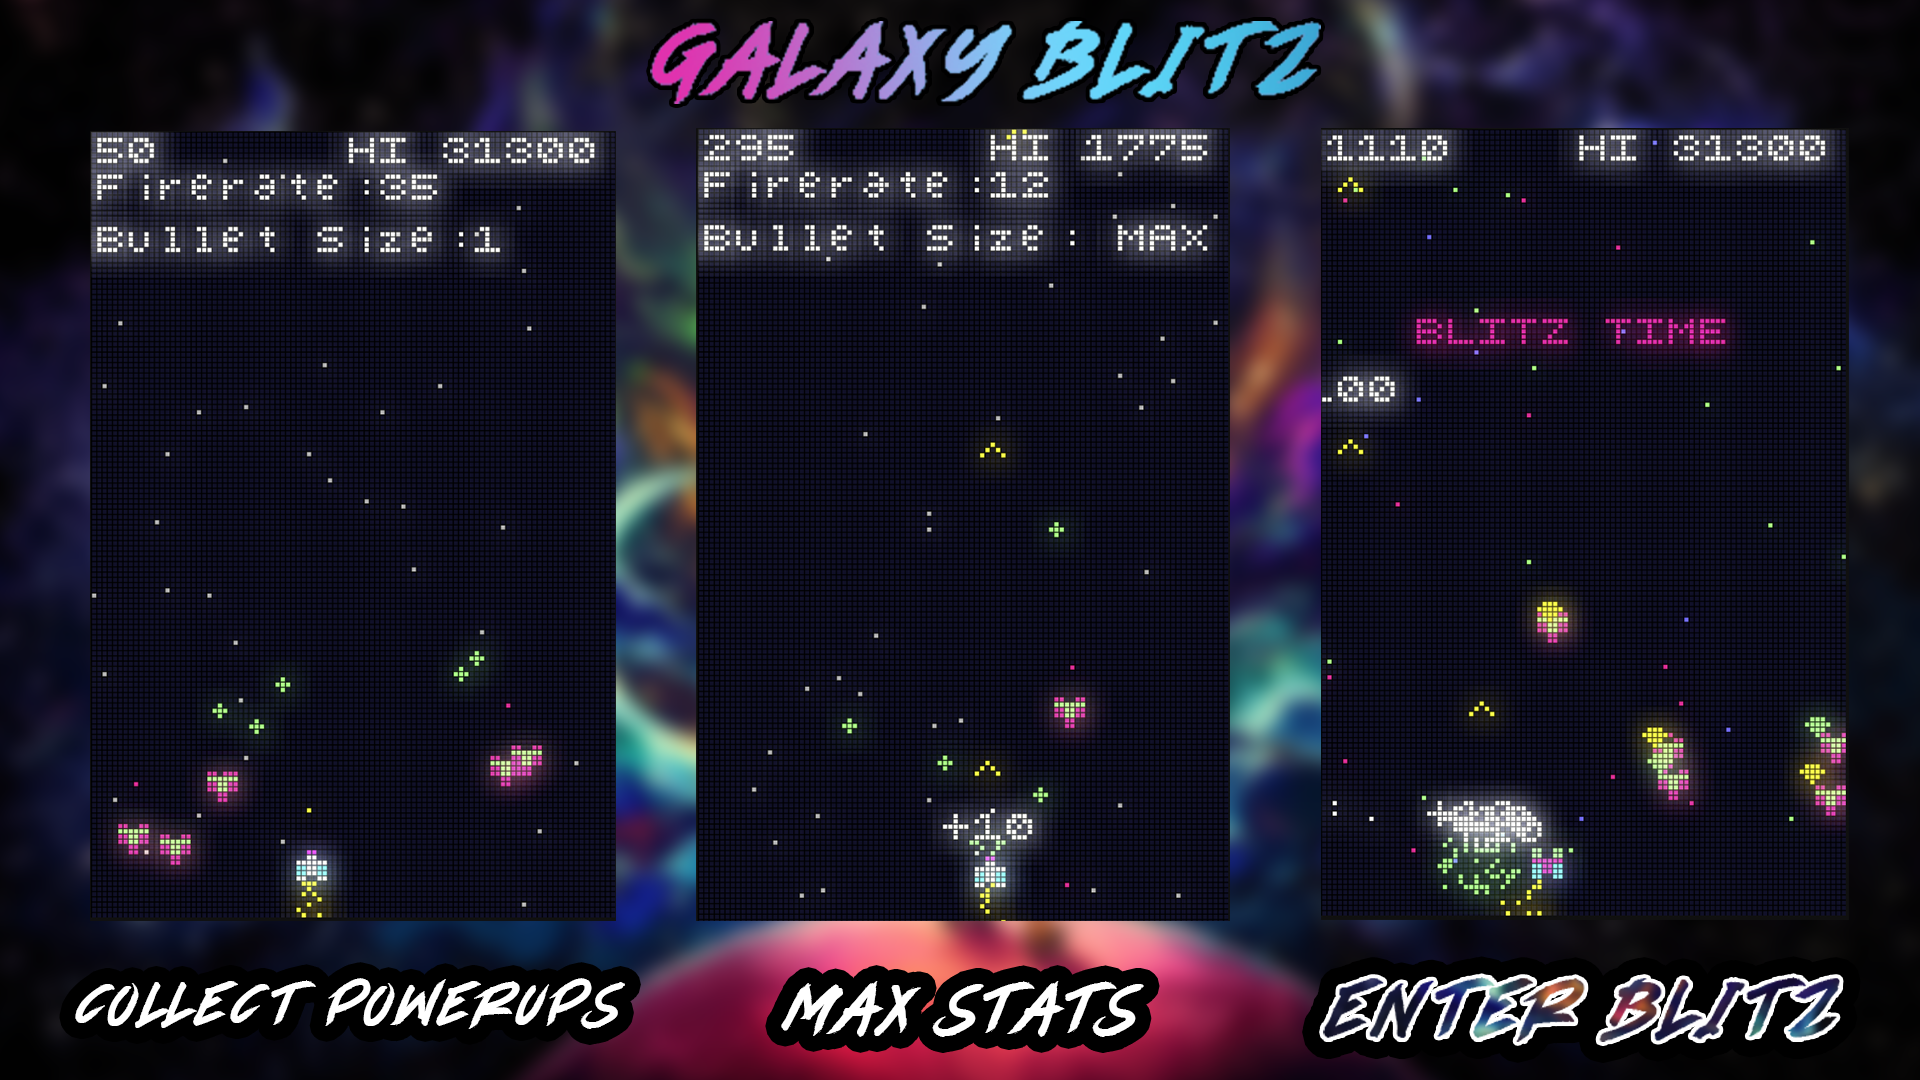 GALAXY BLITZ
50 HI 31300
Firerate:35
Bullet Size:1
295 HI 1775
Firerate:12
Bullet Size: MAX
+10
1110 HI 31300
BLITZ TIME
00
COLLECT POWERUPS
MAX STATS
ENTER BLITZ